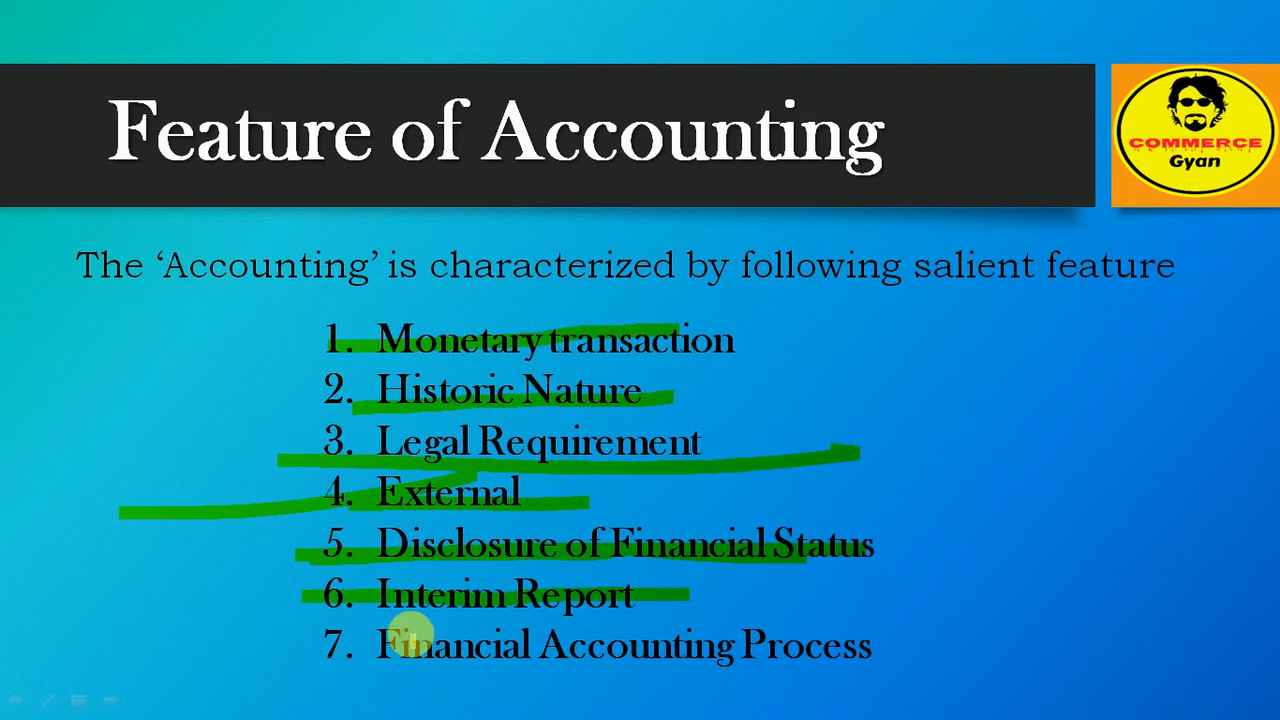 Feature of Accounting
COMMERCE
Gyan
The ‘Accounting’ is characterized by following salient feature
1. Monetary transaction
2. Historic Nature
3. Legal Requirement
4. External
5. Disclosure of Financial Status
6. Interim Report
7. Financial Accounting Process